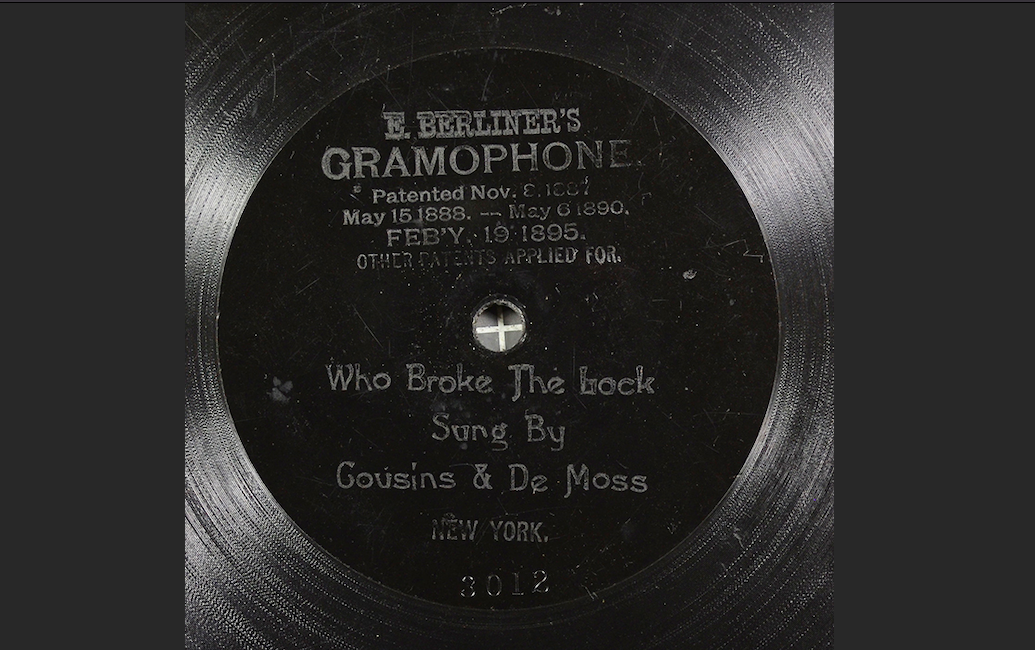 E. BERLINER'S
GRAMOPHONE.
Patented Nov. 8, 1887
May 15 1888. — May 6 1890.
FEB'Y. 19 1895.
OTHER PATENTS APPLIED FOR.
Who Broke The Lock
Sung By
Cousins & De Moss
NEW YORK.
3012